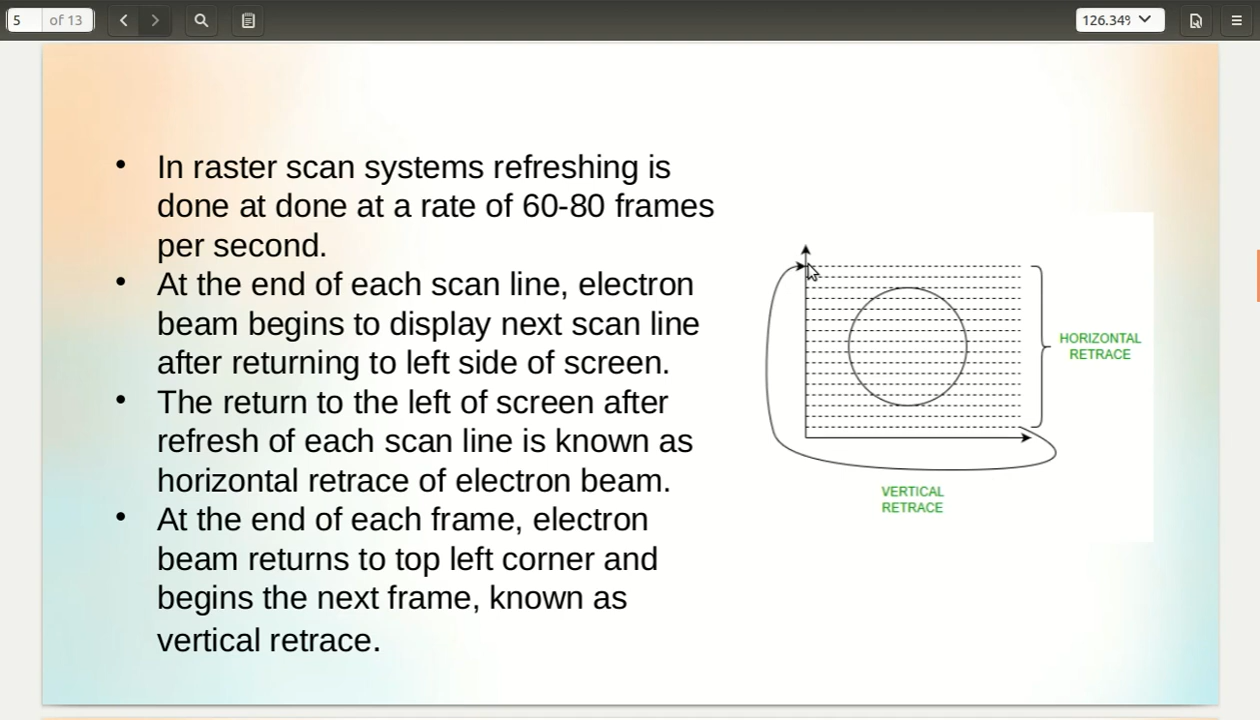 5 of 13
126.34%
• In raster scan systems refreshing is
done at done at a rate of 60-80 frames
per second.
• At the end of each scan line, electron
beam begins to display next scan line
after returning to left side of screen.
• The return to the left of screen after
refresh of each scan line is known as
horizontal retrace of electron beam.
• At the end of each frame, electron
beam returns to top left corner and
begins the next frame, known as
vertical retrace.
HORIZONTAL
RETRACE
VERTICAL
RETRACE